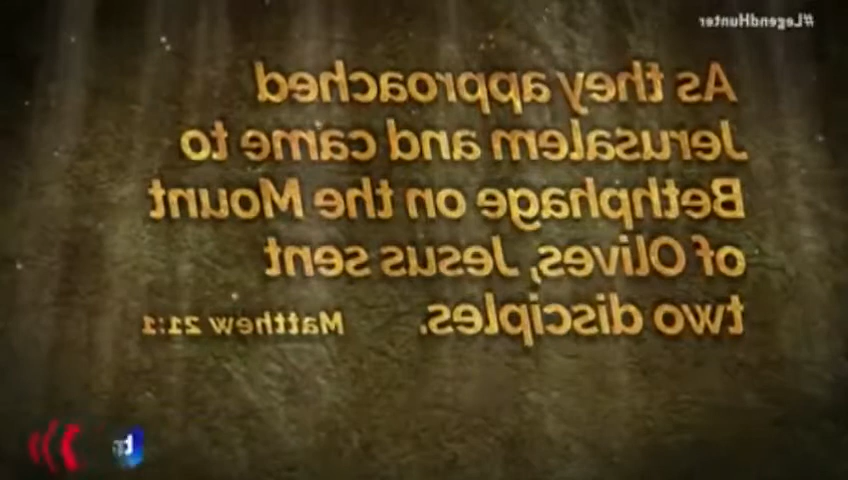 #LegendHunter
As they approached
Jerusalem and came to
Bethphage on the Mount
of Olives, Jesus sent
two disciples. Matthew 21:1